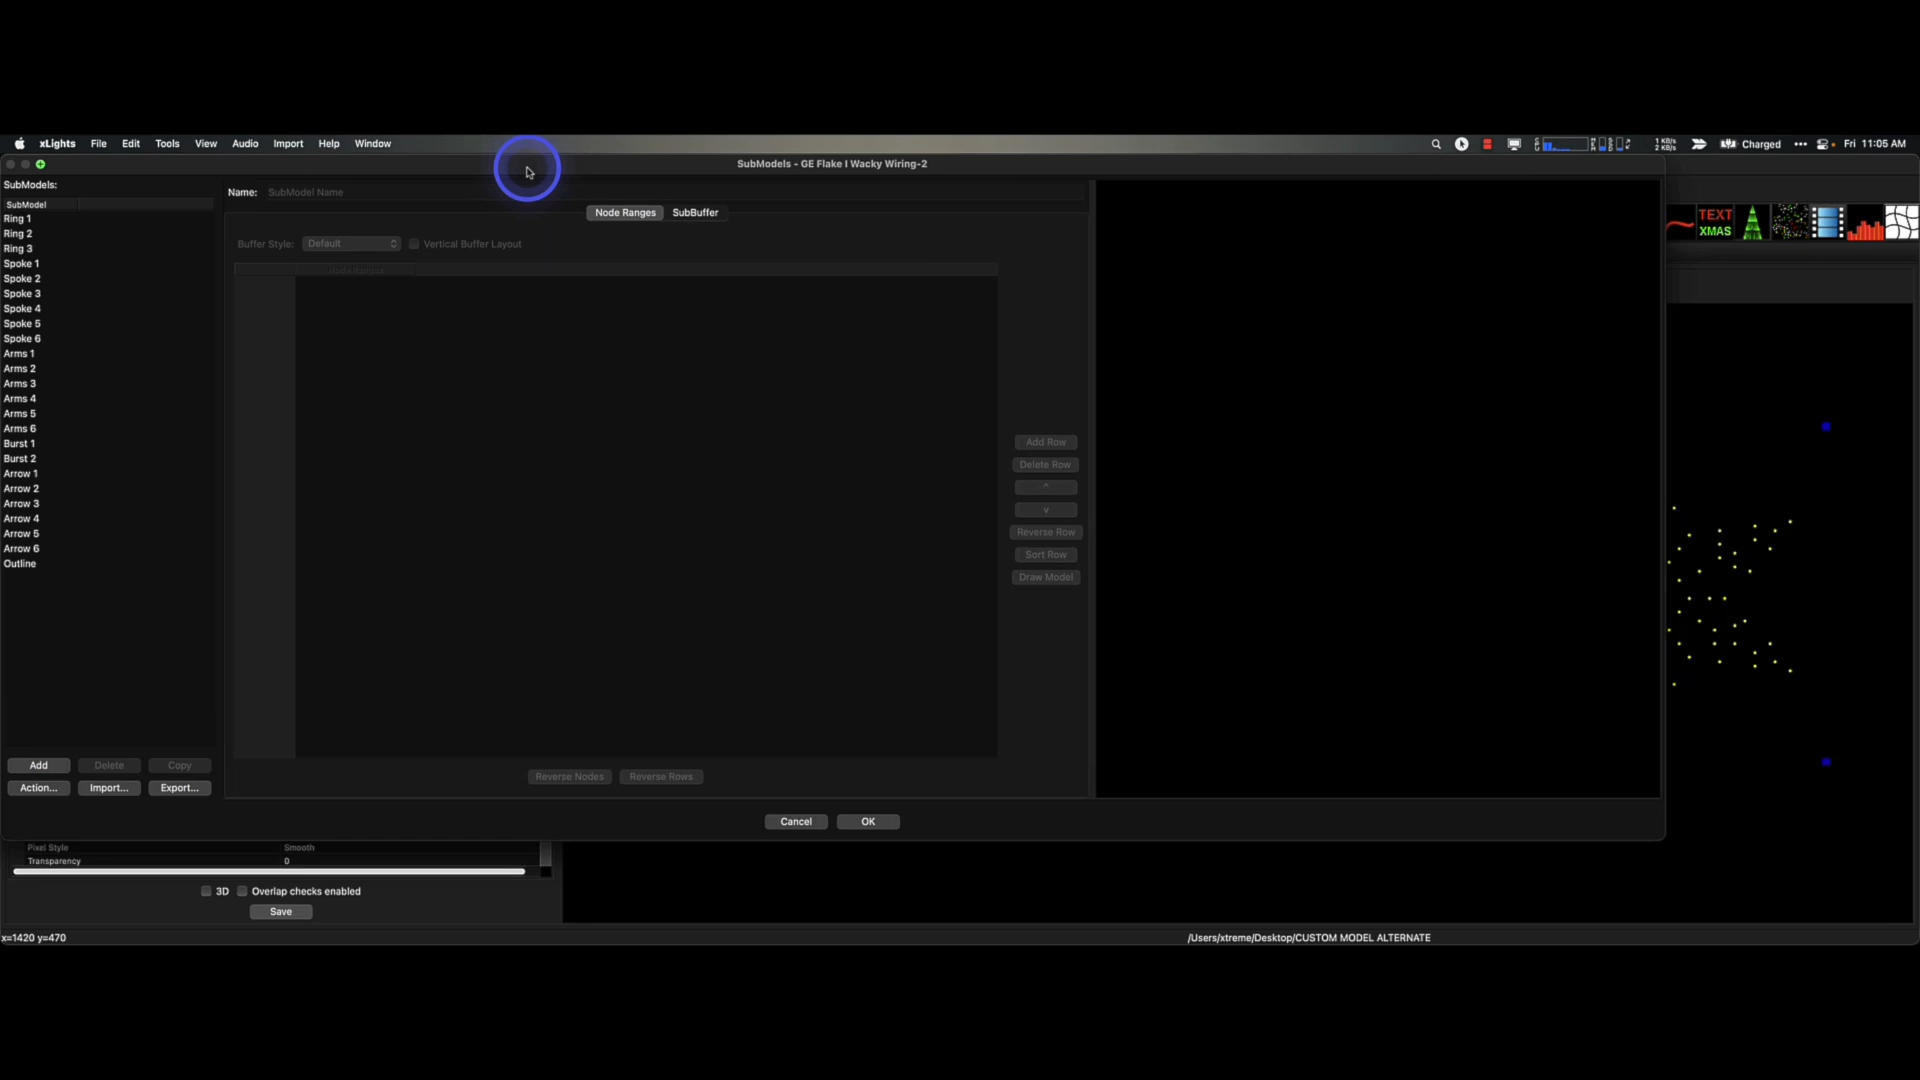 xLights File Edit Tools View Audio Import Help Window
1 KB/s
2 KB/s
Charged
Fri 11:05 AM
SubModels - GE Flake I Wacky Wiring-2
SubModels:
Name: SubModel Name
SubModel
Ring 1
Ring 2
Ring 3
Spoke 1
Spoke 2
Spoke 3
Spoke 4
Spoke 5
Spoke 6
Arms 1
Arms 2
Arms 3
Arms 4
Arms 5
Arms 6
Burst 1
Burst 2
Arrow 1
Arrow 2
Arrow 3
Arrow 4
Arrow 5
Arrow 6
Outline
Node Ranges SubBuffer
TEXT
XMAS
Buffer Style: Default Vertical Buffer Layout
Node Ranges
Add Row
Delete Row
^
v
Reverse Row
Sort Row
Draw Model
Add Delete Copy
Action... Import... Export...
Reverse Nodes Reverse Rows
Cancel OK
Pixel Style Smooth
Transparency 0
3D Overlap checks enabled
Save
x=1420 y=470
/Users/xtreme/Desktop/CUSTOM MODEL ALTERNATE